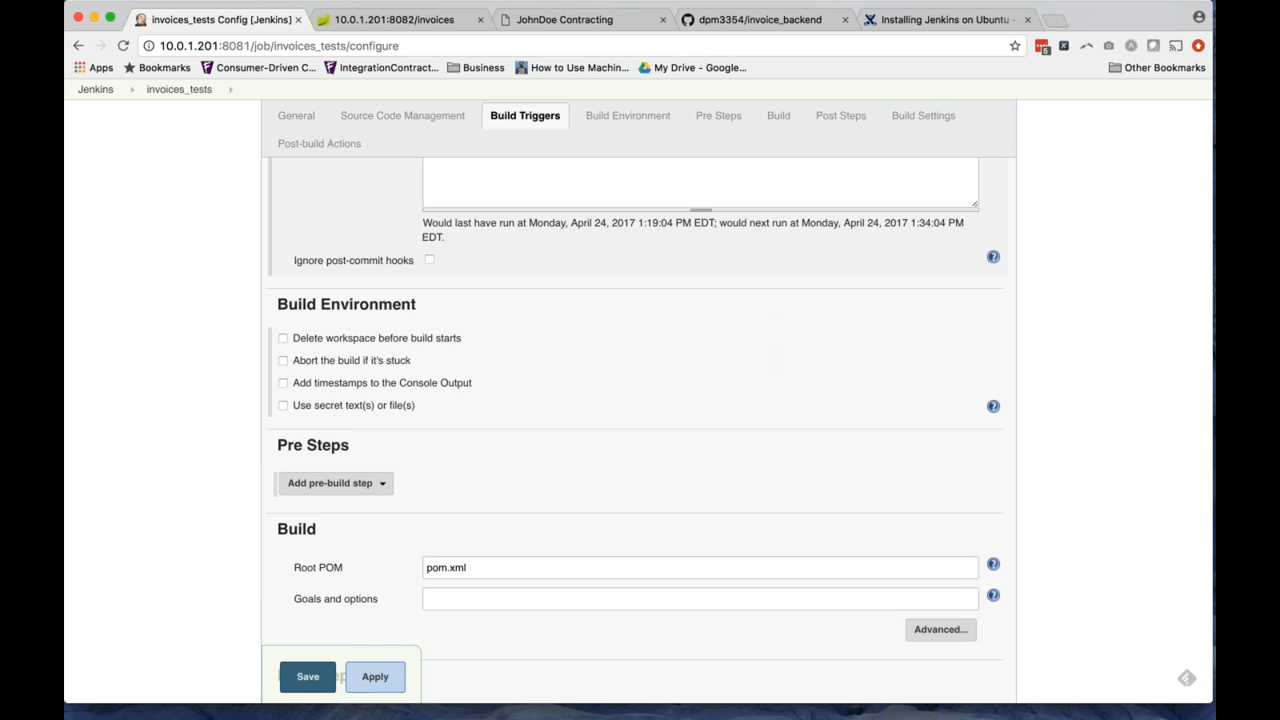 invoices_tests Config [Jenkins]
10.0.1.201:8082/invoices
JohnDoe Contracting
dpm3354/invoice_backend
Installing Jenkins on Ubuntu -
10.0.1.201:8081/job/invoices_tests/configure
Apps
Bookmarks
Consumer-Driven C...
IntegrationContract...
Business
How to Use Machin...
My Drive - Google...
Other Bookmarks
Jenkins
invoices_tests
General
Source Code Management
Build Triggers
Build Environment
Pre Steps
Build
Post Steps
Build Settings
Post-build Actions
Would last have run at Monday, April 24, 2017 1:19:04 PM EDT; would next run at Monday, April 24, 2017 1:34:04 PM
EDT.
Ignore post-commit hooks
Build Environment
Delete workspace before build starts
Abort the build if it's stuck
Add timestamps to the Console Output
Use secret text(s) or file(s)
Pre Steps
Add pre-build step
Build
Root POM
pom.xml
Goals and options
Advanced...
Save
Apply